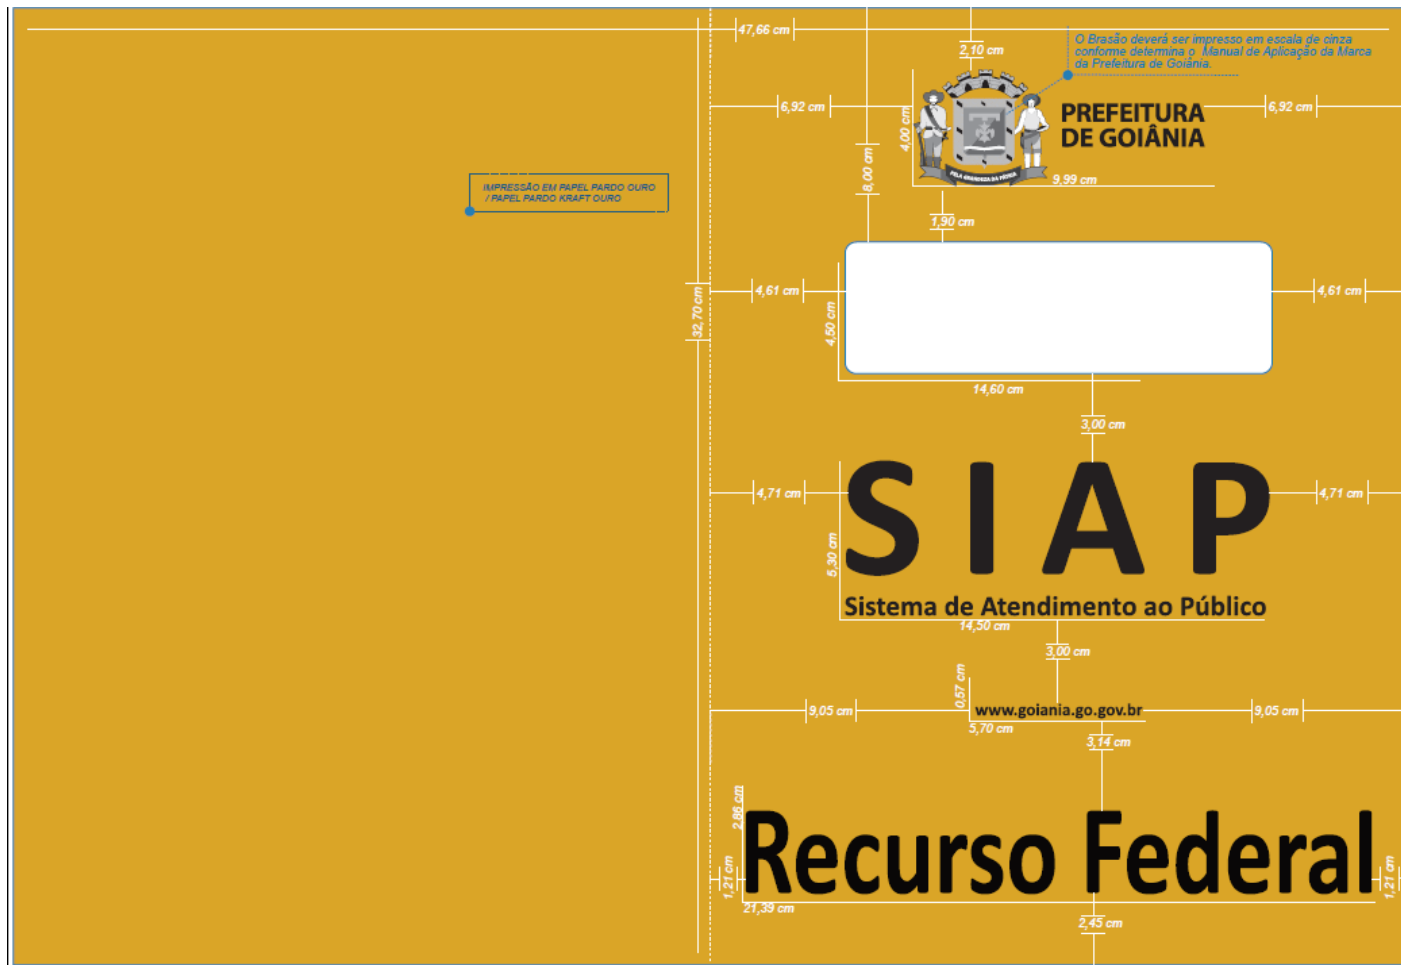 47,66 cm
2,10 cm
O Brasão deverá ser impresso em escala de cinza
conforme determina o Manual de Aplicação da Marca
da Prefeitura de Goiânia.
6,92 cm
4,00 cm
PREFEITURA
DE GOIÂNIA
6,92 cm
8,00 cm
PELA GRANDEZA DA PÁTRIA
9,99 cm
IMPRESSÃO EM PAPEL PARDO OURO
/ PAPEL PARDO KRAFT OURO
1,90 cm
4,61 cm
4,61 cm
32,70 cm
4,50 cm
14,60 cm
3,00 cm
SIAP
4,71 cm
4,71 cm
5,30 cm
Sistema de Atendimento ao Público
14,50 cm
3,00 cm
0,57 cm
9,05 cm
www.goiania.go.gov.br
9,05 cm
5,70 cm
3,14 cm
2,86 cm
Recurso Federal
1,21 cm
1,21 cm
21,39 cm
2,45 cm